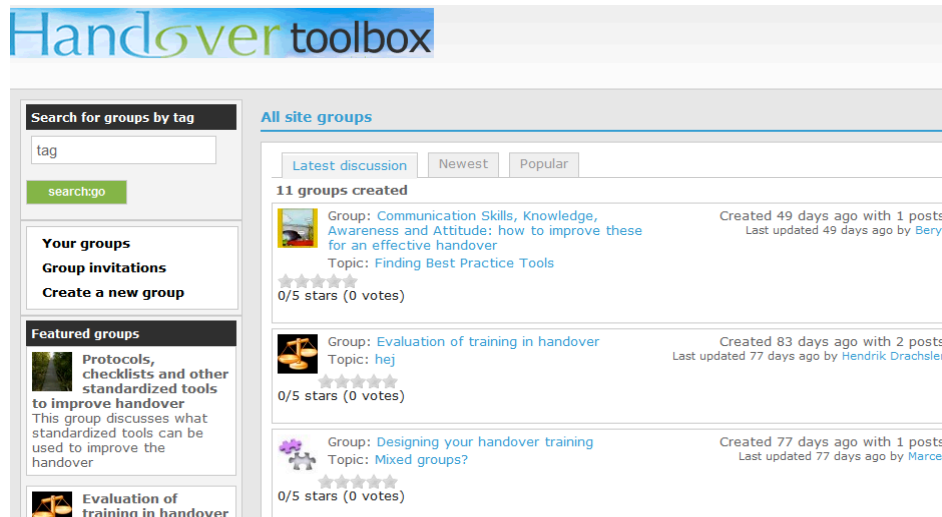 Handover toolbox
Search for groups by tag
tag
search:go
Your groups
Group invitations
Create a new group
Featured groups
Protocols,
checklists and other
standardized tools
to improve handover
This group discusses what
standardized tools can be
used to improve the
handover
Evaluation of
training in handover
All site groups
Latest discussion
Newest
Popular
11 groups created
Group: Communication Skills, Knowledge,
Awareness and Attitude: how to improve these
for an effective handover
Topic: Finding Best Practice Tools
0/5 stars (0 votes)
Created 49 days ago with 1 posts
Last updated 49 days ago by Bery
Group: Evaluation of training in handover
Topic: hej
0/5 stars (0 votes)
Created 83 days ago with 2 posts
Last updated 77 days ago by Hendrik Drachsler
Group: Designing your handover training
Topic: Mixed groups?
0/5 stars (0 votes)
Created 77 days ago with 1 posts
Last updated 77 days ago by Marce